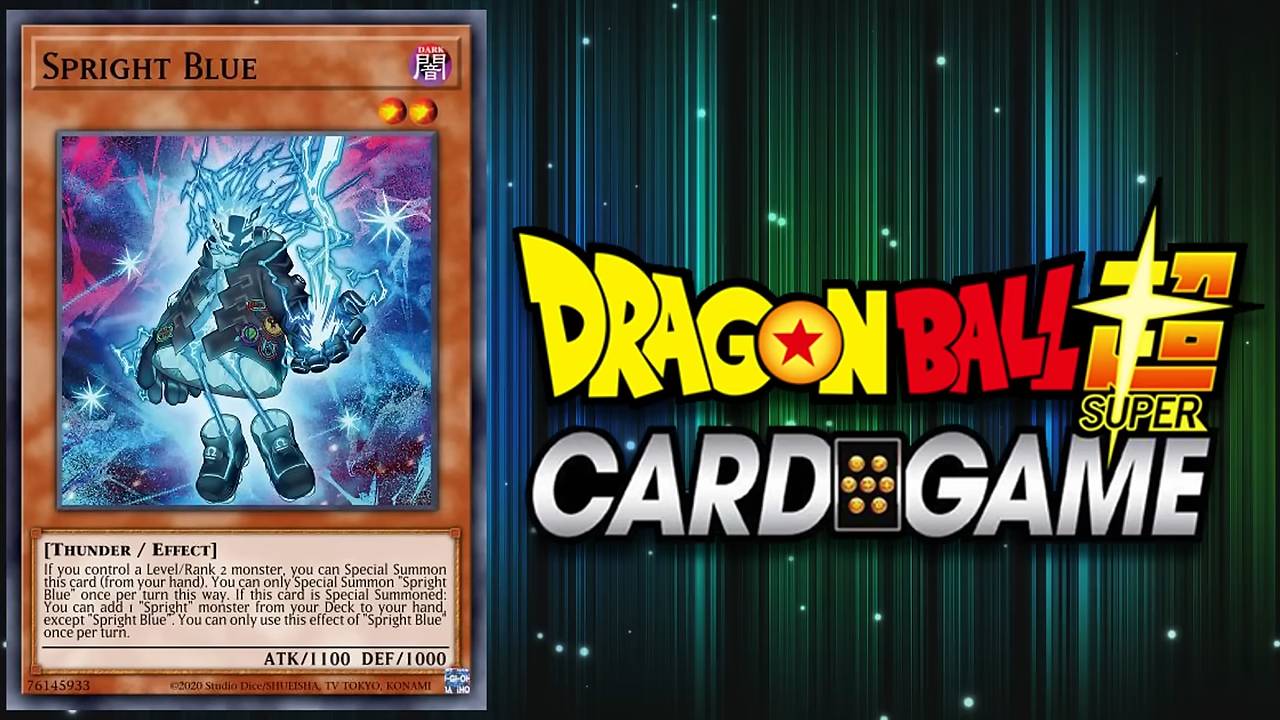 SPRIGHT BLUE
DARK
闇
[THUNDER / EFFECT]
If you control a Level/Rank 2 monster, you can Special Summon
this card (from your hand). You can only Special Summon "Spright
Blue" once per turn this way. If this card is Special Summoned:
You can add 1 "Spright" monster from your Deck to your hand,
except "Spright Blue". You can only use this effect of "Spright Blue"
once per turn.
ATK/1100 DEF/1000
76145933
©2020 Studio Dice/SHUEISHA, TV TOKYO, KONAMI
DRAGON BALL 超
SUPER
CARD GAME